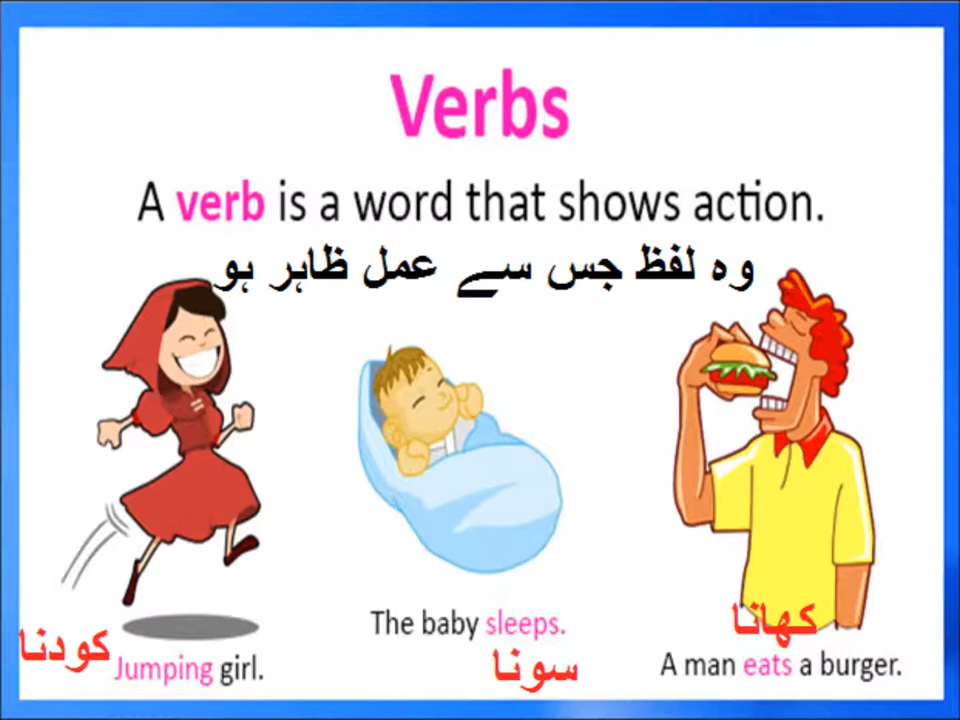 Verbs
A verb is a word that shows action.
وہ لفظ جس سے عمل ظاہر ہو
کودنا
Jumping girl.
The baby sleeps.
سونا
کھانا
A man eats a burger.